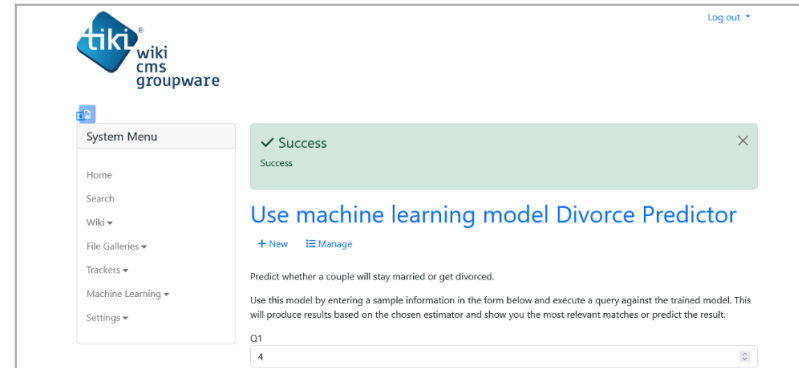 Log out
tiki®
wiki
cms
groupware
System Menu
Home
Search
Wiki
File Galleries
Trackers
Machine Learning
Settings
Success
Success
Use machine learning model Divorce Predictor
+ New Manage
Predict whether a couple will stay married or get divorced.
Use this model by entering a sample information in the form below and execute a query against the trained model. This
will produce results based on the chosen estimator and show you the most relevant matches or predict the result.
Q1
4